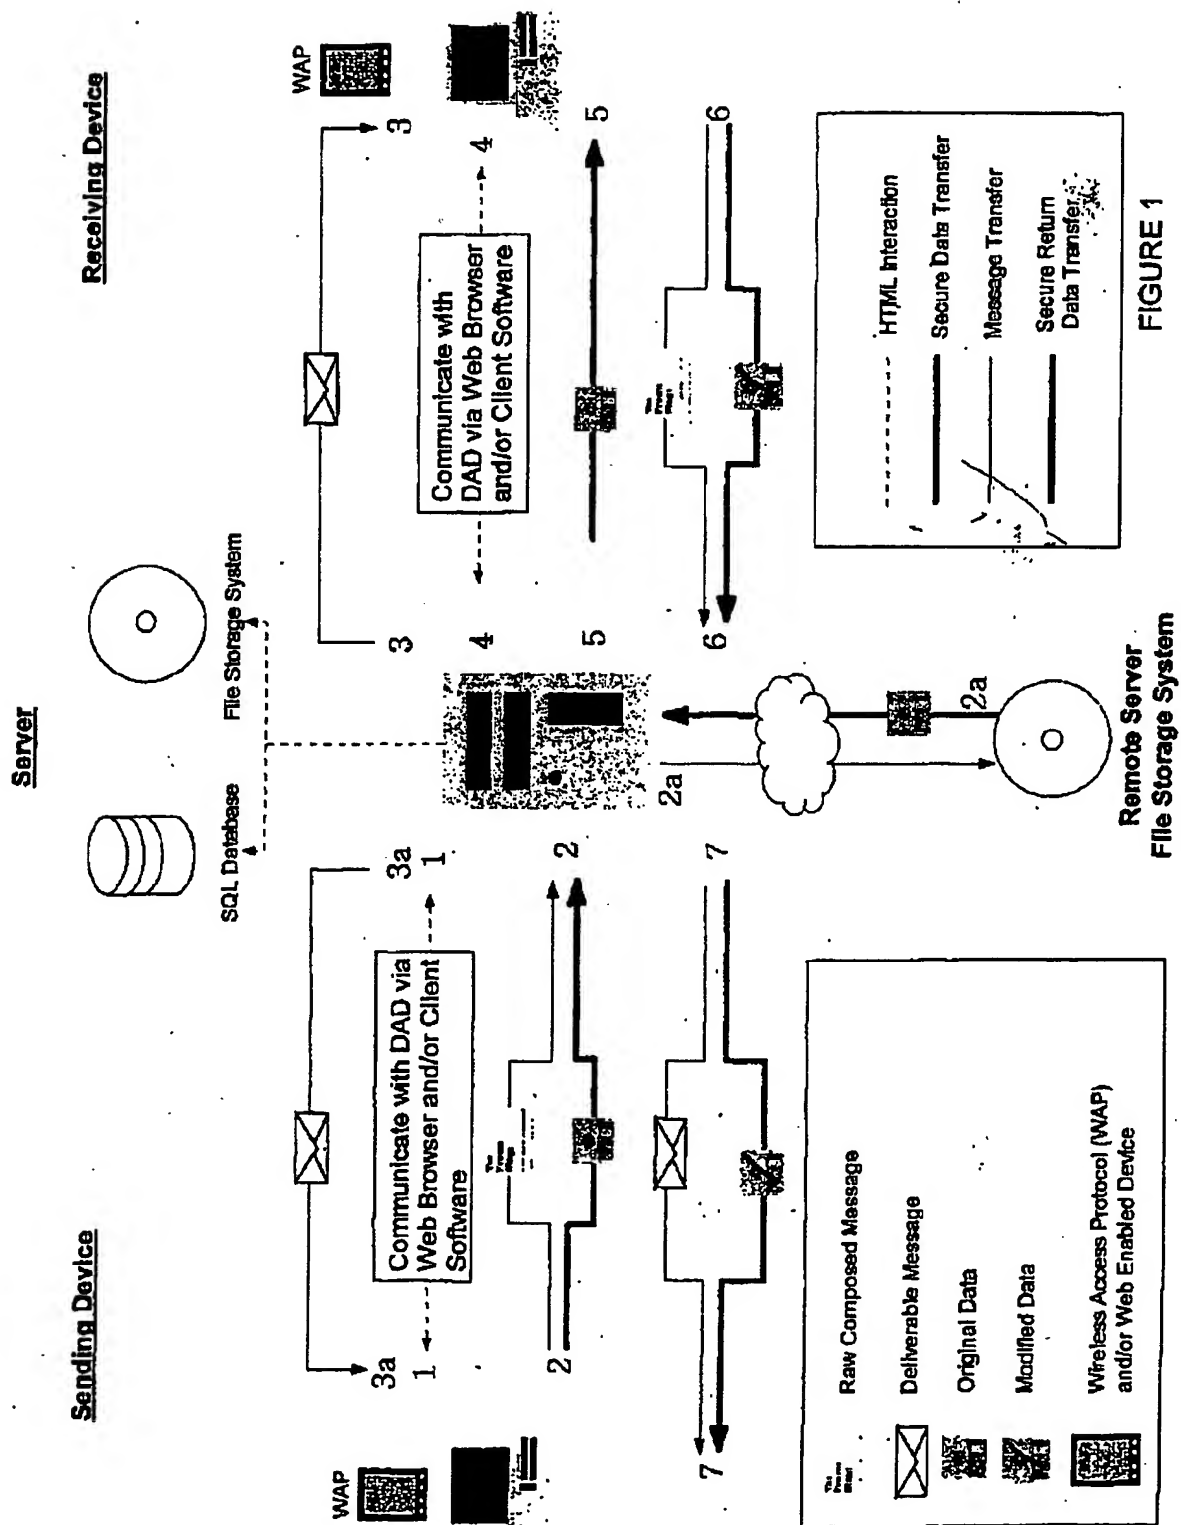 Sending Device
Server
Receiving Device
WAP
WAP
SQL Database
File Storage System
3a
3a
1
1
Communicate with DAD via
Web Browser and/or Client
Software
2
2
7
7
2a
2a
Remote Server
File Storage System
3
3
4
4
Communicate with
DAD via Web Browser
and/or Client Software
5
5
6
6
Raw Composed Message
Deliverable Message
Original Data
Modified Data
Wireless Access Protocol (WAP)
and/or Web Enabled Device
HTML Interaction
Secure Data Transfer
Message Transfer
Secure Return
Data Transfer
FIGURE 1